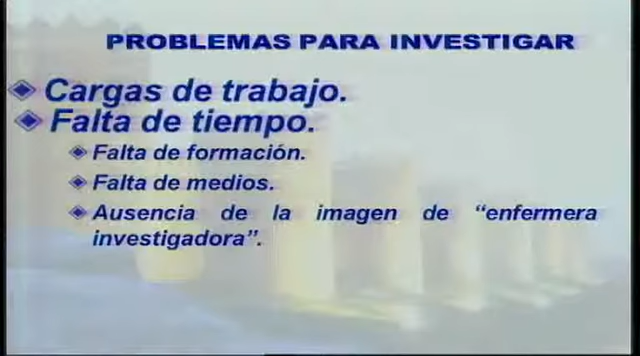 PROBLEMAS PARA INVESTIGAR
Cargas de trabajo.
Falta de tiempo.
Falta de formación.
Falta de medios.
Ausencia de la imagen de “enfermera
investigadora”.